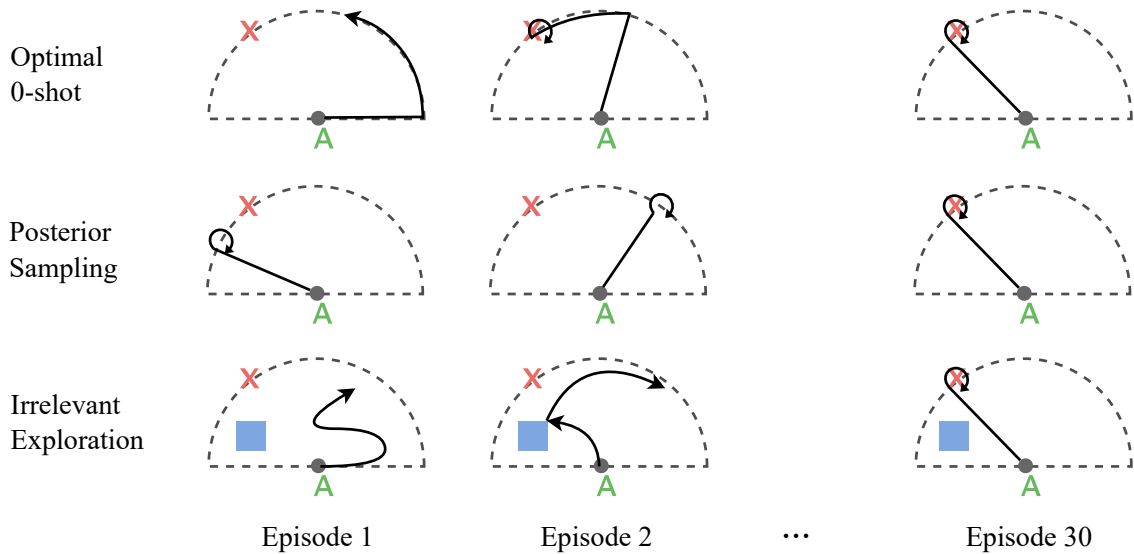 Optimal
0-shot
X
A
X
A
X
A
Posterior
Sampling
X
A
X
A
X
A
Irrelevant
Exploration
X
A
X
A
X
A
Episode 1
Episode 2
...
Episode 30